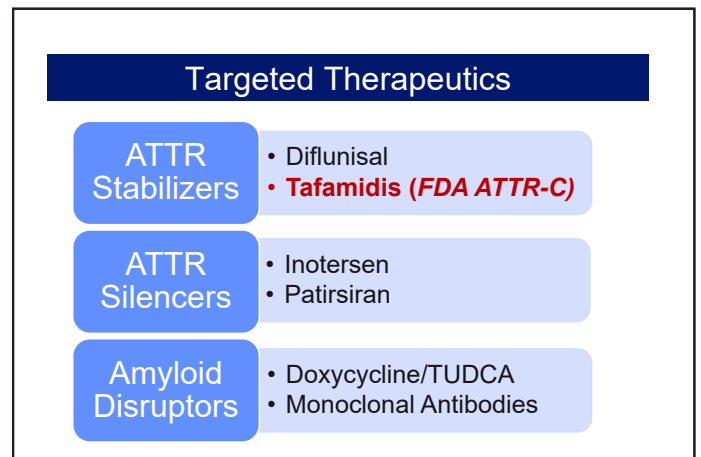 Targeted Therapeutics
ATTR
Stabilizers
• Diflunisal
• Tafamidis (FDA ATTR-C)
ATTR
Silencers
• Inotersen
• Patirsiran
Amyloid
Disruptors
• Doxycycline/TUDCA
• Monoclonal Antibodies